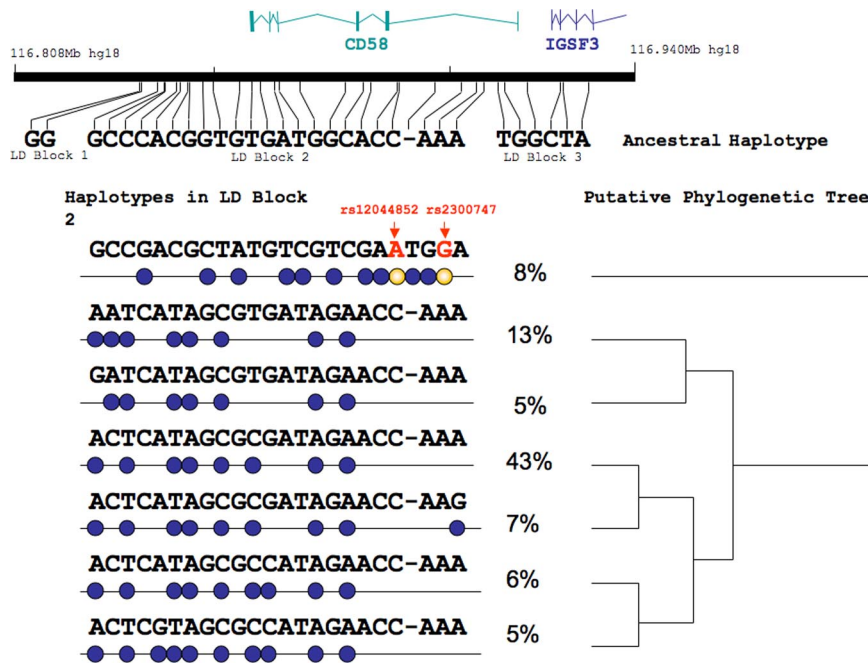 CD58
IGSF3
116.808Mb hg18
116.940Mb hg18
GG GCCCACGGTGTGATGGCACC-AAA TGGCTA Ancestral Haplotype
LD Block 1 LD Block 2 LD Block 3
Haplotypes in LD Block 2
Putative Phylogenetic Tree
rs12044852 rs2300747
GCCGACGCTATGTCGTCGAATGGA
8%
AATCATAGCGTGATAGAACC-AAA
13%
GATCATAGCGTGATAGAACC-AAA
5%
ACTCATAGCGCGATAGAACC-AAA
43%
ACTCATAGCGCGATAGAACC-AAG
7%
ACTCATAGCGCCATAGAACC-AAA
6%
ACTCGTAGCGCCATAGAACC-AAA
5%